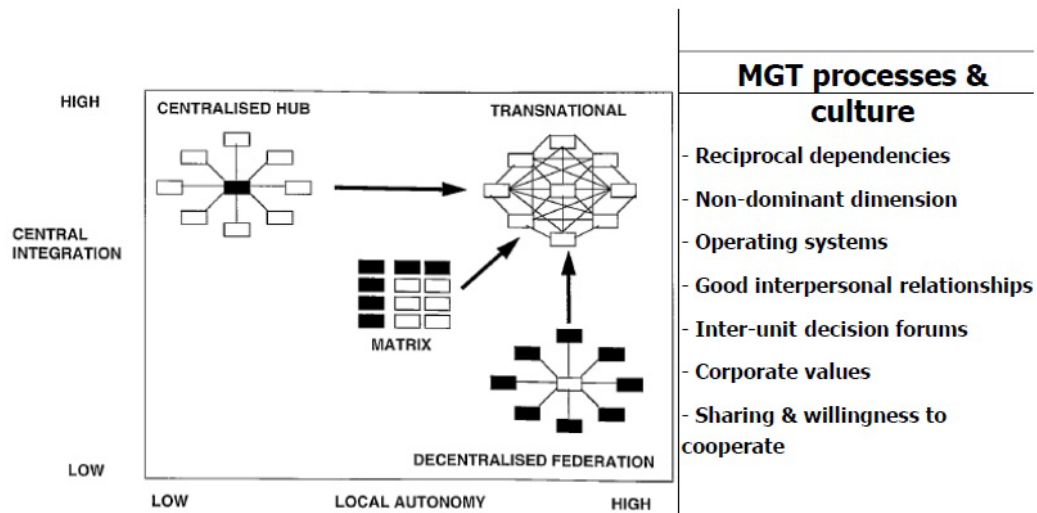 HIGH
CENTRALISED HUB
TRANSNATIONAL
CENTRAL
INTEGRATION
MATRIX
DECENTRALISED FEDERATION
LOW
LOW
LOCAL AUTONOMY
HIGH
MGT processes &
culture
- Reciprocal dependencies
- Non-dominant dimension
- Operating systems
- Good interpersonal relationships
- Inter-unit decision forums
- Corporate values
- Sharing & willingness to
cooperate